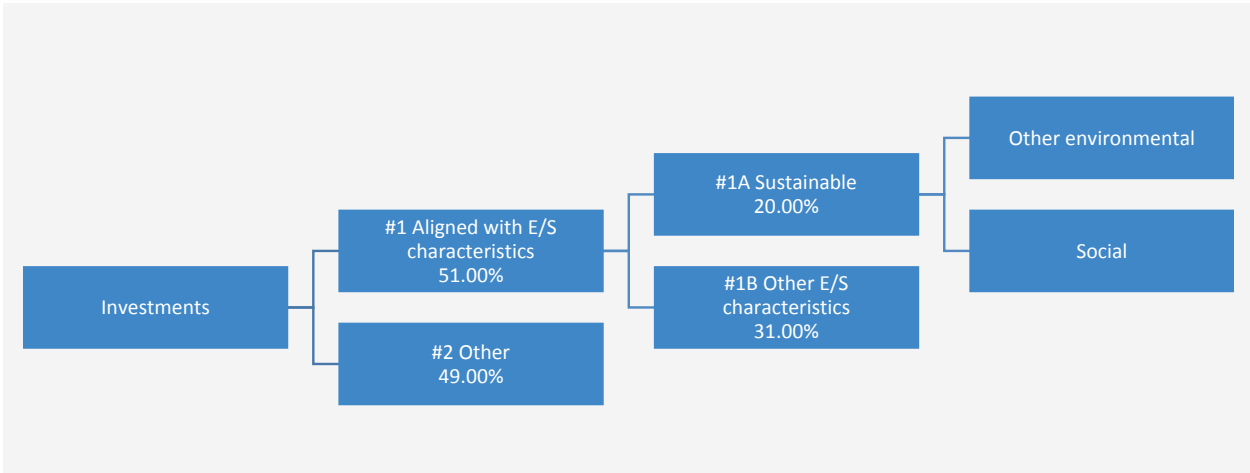 Investments
#1 Aligned with E/S
characteristics
51.00%
#2 Other
49.00%
#1A Sustainable
20.00%
#1B Other E/S
characteristics
31.00%
Other environmental
Social